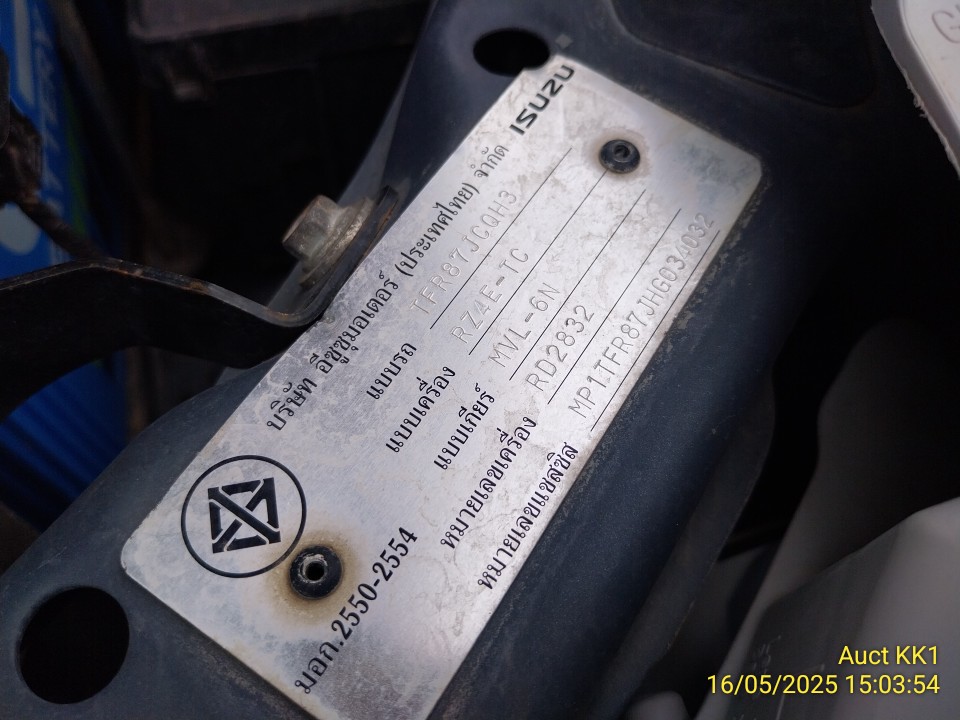 ISUZU
บริษัท อีซูซุมอเตอร์ (ประเทศไทย) จำกัด
แบบรถ TFR87JCQH3
แบบเครื่อง RZ4E-TC
แบบเกียร์ MVL-6N
หมายเลขเครื่อง RD2832
หมายเลขแชสซิส MP1TFR87JHG034032
มอก.2550-2554
Auct KK1
16/05/2025 15:03:54